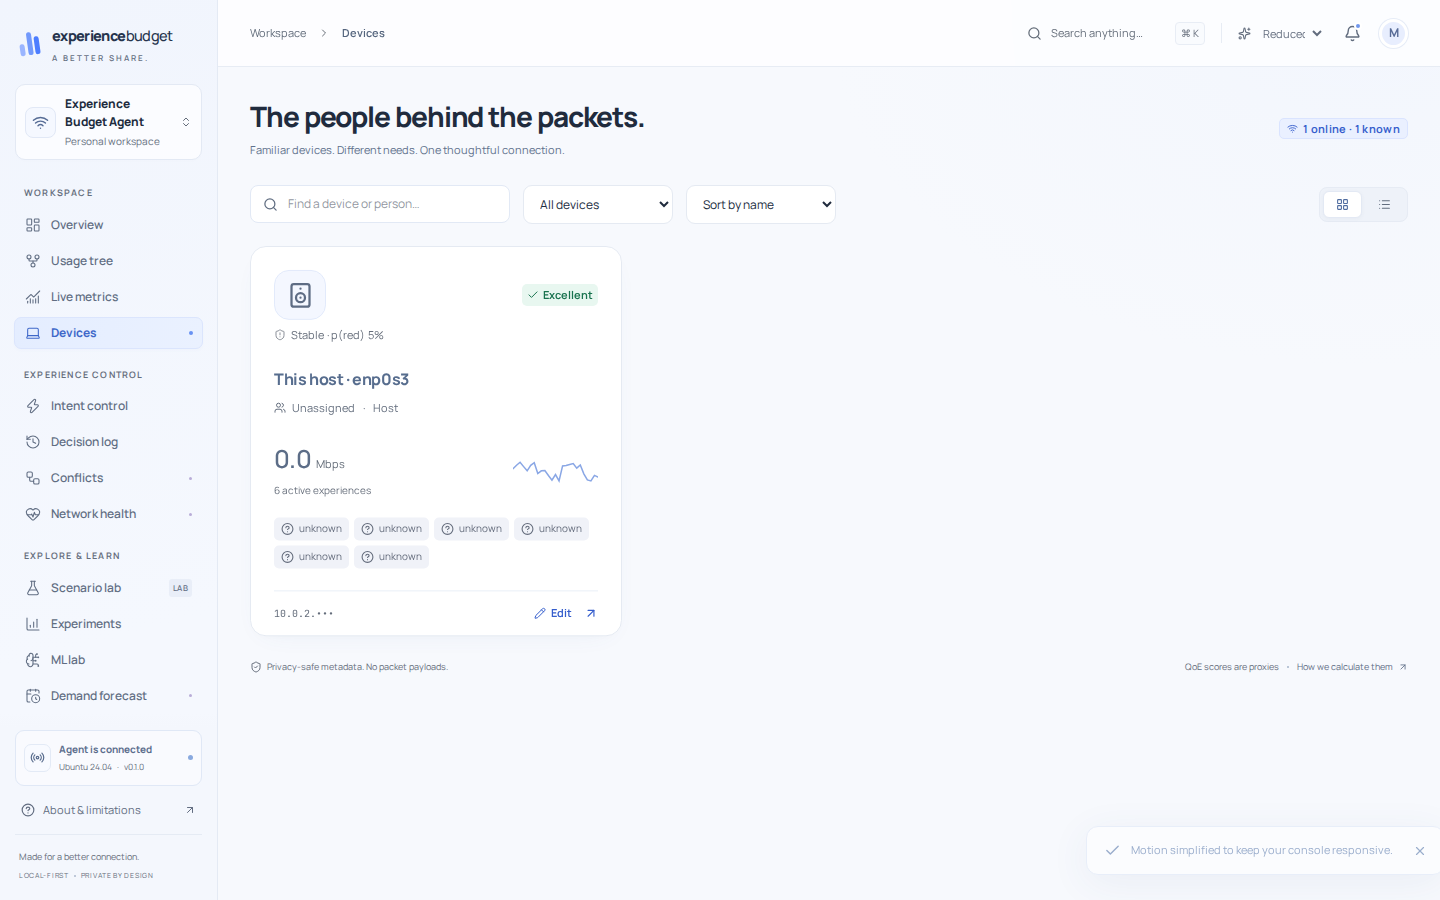 experiencebudget
A BETTER SHARE.
Experience
Budget Agent
Personal workspace
WORKSPACE
Overview
Usage tree
Live metrics
Devices
EXPERIENCE CONTROL
Intent control
Decision log
Conflicts
Network health
EXPLORE & LEARN
Scenario lab LAB
Experiments
ML lab
Demand forecast
Agent is connected
Ubuntu 24.04 · v0.1.0
About & limitations
Made for a better connection.
LOCAL-FIRST • PRIVATE BY DESIGN
Workspace > Devices
Search anything... ⌘ K
Reduced
M
The people behind the packets.
Familiar devices. Different needs. One thoughtful connection.
1 online · 1 known
Find a device or person...
All devices
Sort by name
Excellent
Stable · p(red) 5%
This host · enp0s3
Unassigned · Host
0.0 Mbps
6 active experiences
unknown unknown unknown unknown
unknown unknown
10.0.2.•••
Edit
Privacy-safe metadata. No packet payloads.
QoE scores are proxies · How we calculate them
Motion simplified to keep your console responsive.